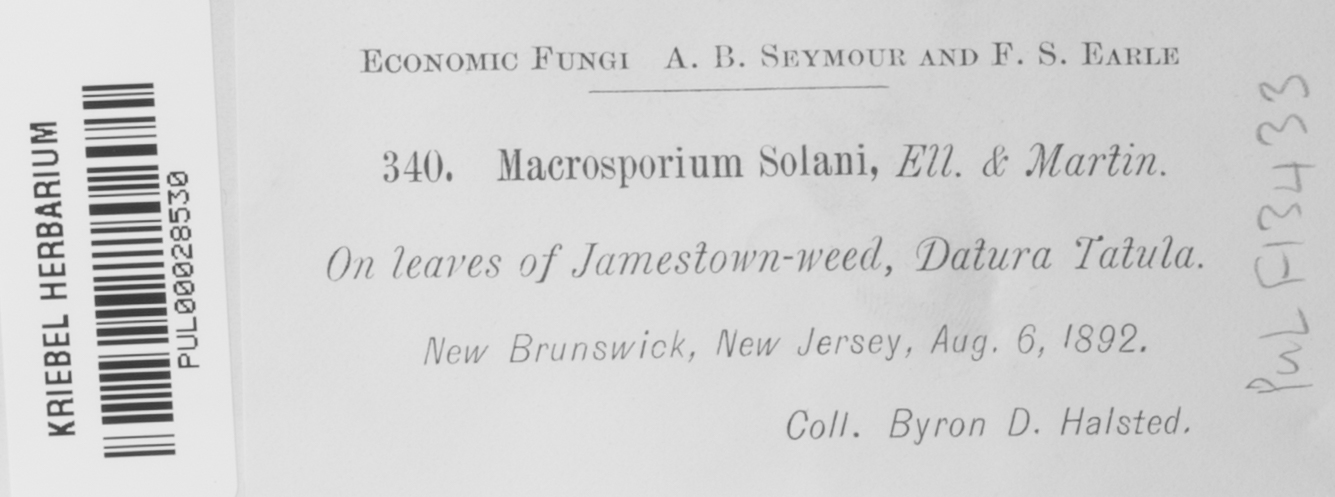 KRIEBEL HERBARIUM
PUL00028530
ECONOMIC FUNGI A. B. SEYMOUR AND F. S. EARLE
340. Macrosporium Solani, Ell. & Martin.
On leaves of Jamestown-weed, Datura Tatula.
New Brunswick, New Jersey, Aug. 6, 1892.
Coll. Byron D. Halsted.
PUL F13433